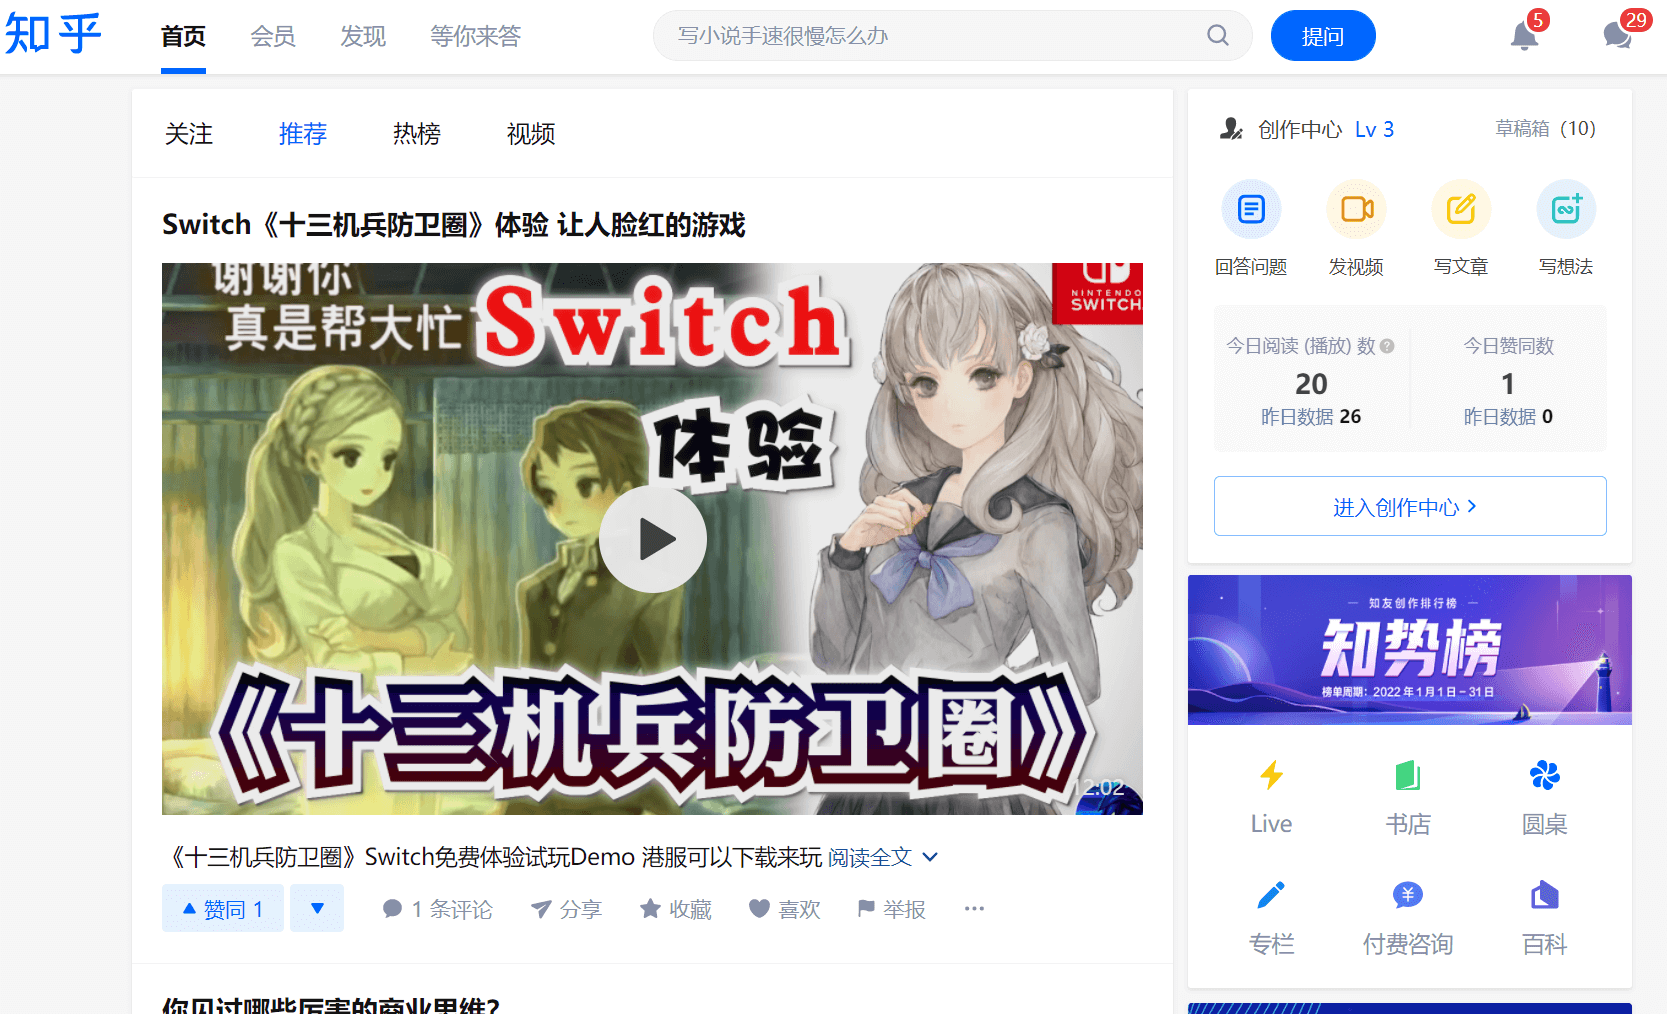 知乎
首页
会员
发现
等你来答
写小说手速很慢怎么办
提问
5
29
关注
推荐
热榜
视频
Switch《十三机兵防卫圈》体验 让人脸红的游戏
谢谢你
真是帮大忙
Switch
体验
NINTENDO
SWITCH
《十三机兵防卫圈》
12:02
《十三机兵防卫圈》Switch免费体验试玩Demo 港服可以下载来玩 阅读全文
赞同 1
1 条评论
分享
收藏
喜欢
举报
你见过哪些厉害的商业思维?
创作中心 Lv 3
草稿箱 (10)
回答问题
发视频
写文章
写想法
今日阅读 (播放) 数
20
昨日数据 26
今日赞同数
1
昨日数据 0
进入创作中心
知友创作排行榜
知势榜
榜单周期：2022年1月1日-31日
Live
书店
圆桌
专栏
付费咨询
百科